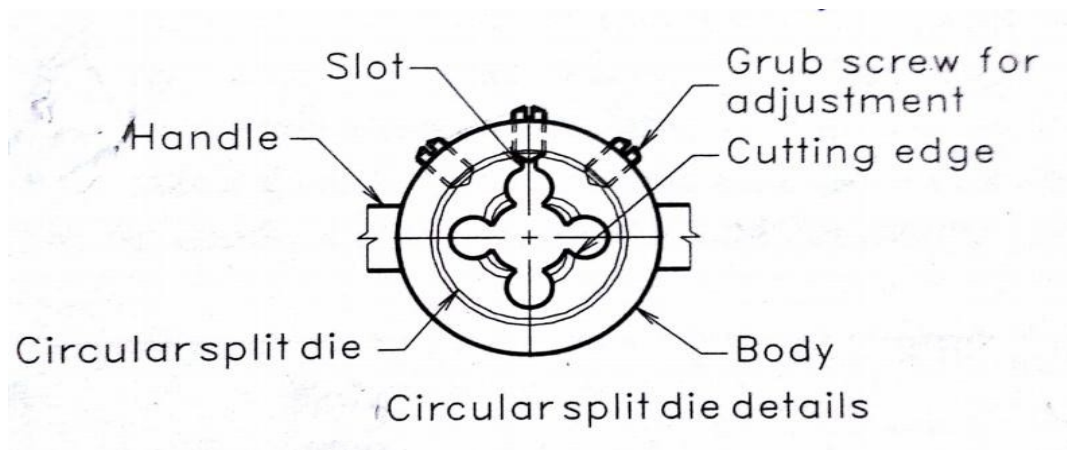 Slot
Grub screw for
adjustment
Handle
Cutting edge
Circular split die
Body
Circular split die details